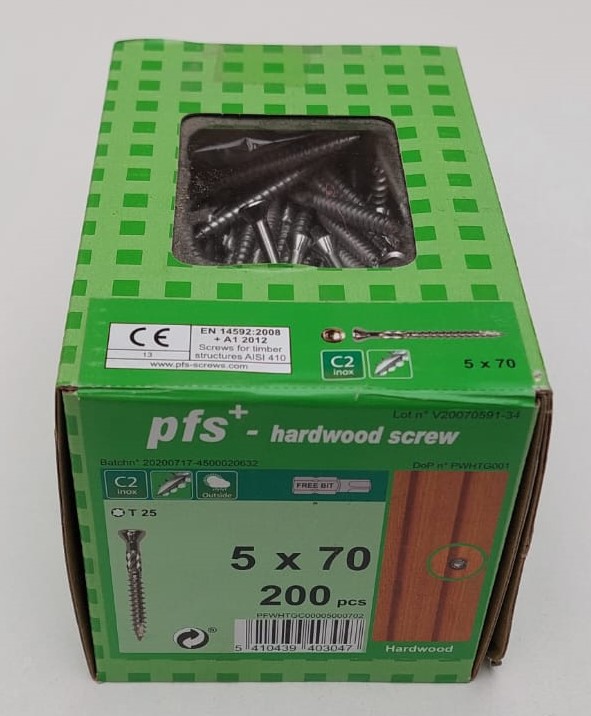 CE
13
EN 14592:2008
+ A1 2012
Screws for timber
structures AISI 410
www.pfs-screws.com
C2
inox
5 x 70
Lot n° V20070591-34
pfs+ - hardwood screw
Batchn° 20200717-4500020632
DoP n° PWHTG001
C2
inox
Outside
FREE BIT
T 25
5 x 70
200 pcs
PFWHTGC00005000702
5 410439 403047
®
Hardwood